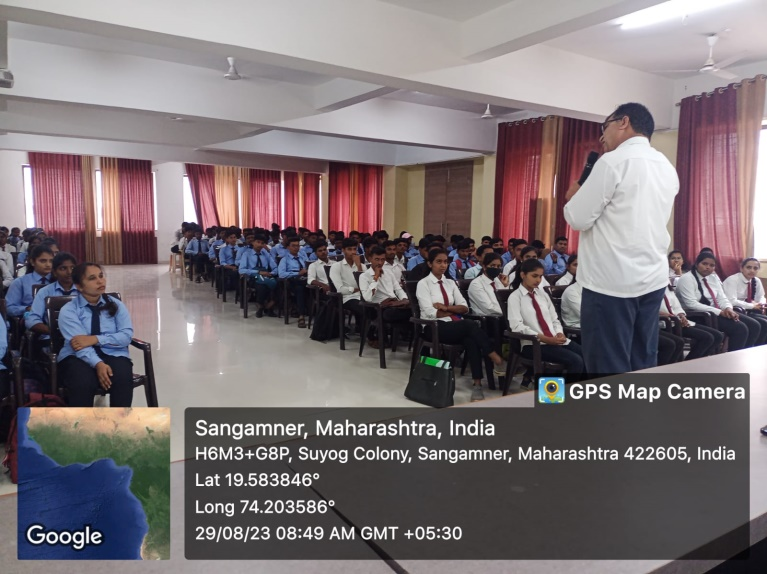 GPS Map Camera
Sangamner, Maharashtra, India
H6M3+G8P, Suyog Colony, Sangamner, Maharashtra 422605, India
Lat 19.583846°
Long 74.203586°
29/08/23 08:49 AM GMT +05:30
Google